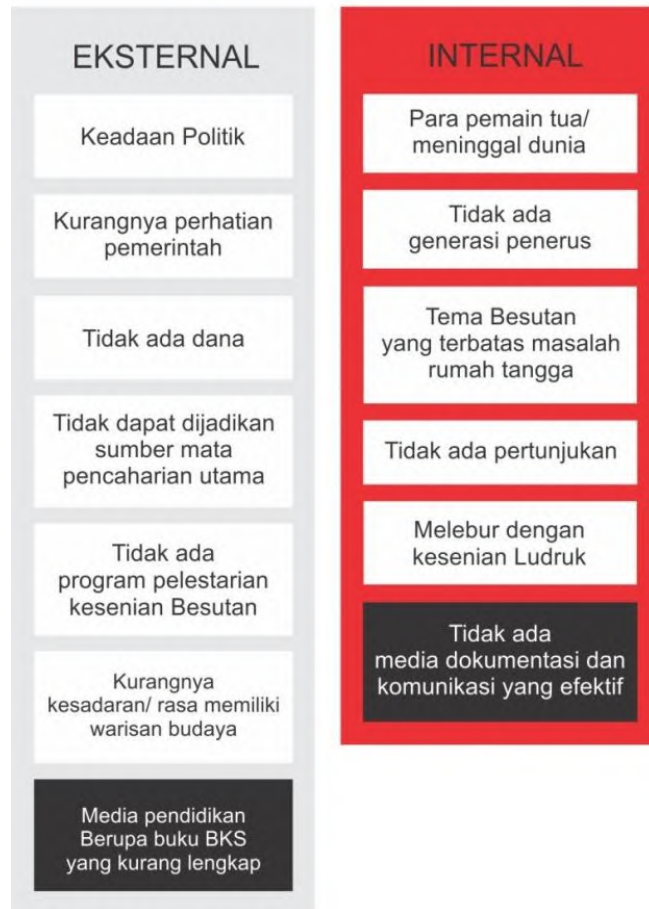 EKSTERNAL
Keadaan Politik
Kurangnya perhatian
pemerintah
Tidak ada dana
Tidak dapat dijadikan
sumber mata
pencaharian utama
Tidak ada
program pelestarian
kesenian Besutan
Kurangnya
kesadaran/ rasa memiliki
warisan budaya
Media pendidikan
Berupa buku BKS
yang kurang lengkap
INTERNAL
Para pemain tua/
meninggal dunia
Tidak ada
generasi penerus
Tema Besutan
yang terbatas masalah
rumah tangga
Tidak ada pertunjukan
Melebur dengan
kesenian Ludruk
Tidak ada
media dokumentasi dan
komunikasi yang efektif